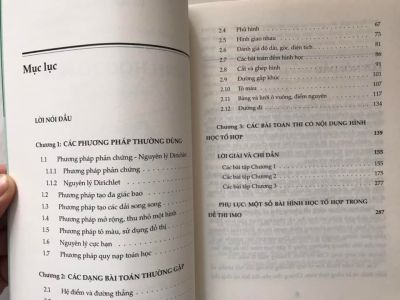 Mục lục
LỜI NÓI ĐẦU
Chương 1: CÁC PHƯƠNG PHÁP THƯỜNG DÙNG
1.1 Phương pháp phản chứng - Nguyên lý Dirichlet
1.1.1 Phương pháp phản chứng
1.1.2 Nguyên lý Dirichlet
1.2 Phương pháp tạo đa giác bao
1.3 Phương pháp tạo các dải song song
1.4 Phương pháp mở rộng, thu nhỏ một hình
1.5 Phương pháp tô màu, sử dụng đồ thị
1.6 Nguyên lý cực hạn
1.7 Phương pháp quy nạp toán học
Chương 2: CÁC DẠNG BÀI TOÁN THƯỜNG GẶP
2.1 Hệ điểm và đường thẳng
2.4 Phủ hình 67
2.5 Hình giao nhau 77
2.6 Đánh giá độ dài, góc, diện tích
2.7 Các bài toán đếm hình học
2.8 Cắt và ghép hình
2.9 Đường gấp khúc
2.10 Tô màu
2.11 Bảng và lưới ô vuông, điểm nguyên 117
2.12 Đường đi 134
Chương 3: CÁC BÀI TOÁN THI CÓ NỘI DUNG HÌNH
HỌC TỔ HỢP 139
LỜI GIẢI VÀ CHỈ DẪN 155
Các bài tập Chương 1 155
Các bài tập Chương 2
Các bài tập Chương 3 277
PHỤ LỤC: MỘT SỐ BÀI HÌNH HỌC TỔ HỢP TRONG
ĐỀ THI IMO 287